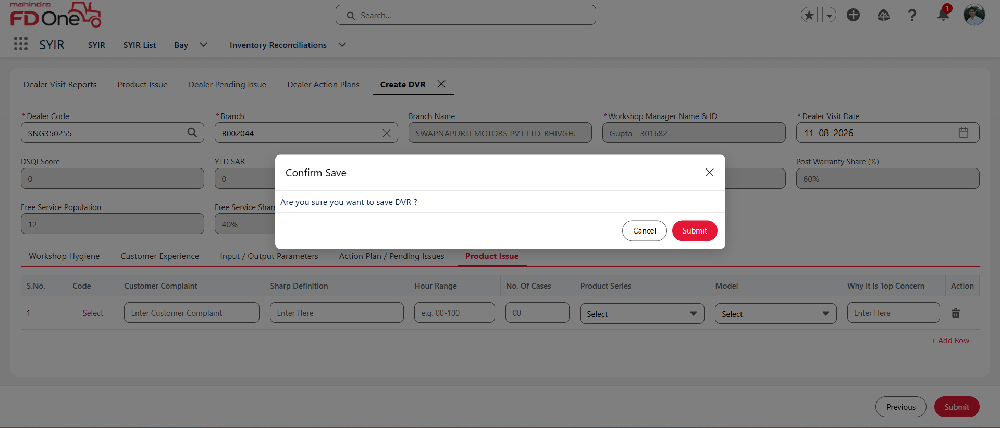 mahindra
FD One
Search...
1
SYIR
SYIR
SYIR List
Bay
Inventory Reconciliations
Dealer Visit Reports
Product Issue
Dealer Pending Issue
Dealer Action Plans
Create DVR
* Dealer Code
* Branch
Branch Name
* Workshop Manager Name & ID
* Dealer Visit Date
SNG350255
B002044
SWAPNAPURTI MOTORS PVT LTD-BHIVGH
Gupta - 301682
11-08-2026
DSQI Score
YTD SAR
Post Warranty Share (%)
0
0
60%
Confirm Save
Are you sure you want to save DVR ?
Cancel
Submit
Free Service Population
Free Service Share
12
40%
Workshop Hygiene
Customer Experience
Input / Output Parameters
Action Plan / Pending Issues
Product Issue
S.No.
Code
Customer Complaint
Sharp Definition
Hour Range
No. Of Cases
Product Series
Model
Why it is Top Concern
Action
1
Select
Enter Customer Complaint
Enter Here
e.g. 00-100
00
Select
Select
Enter Here
+ Add Row
Previous
Submit